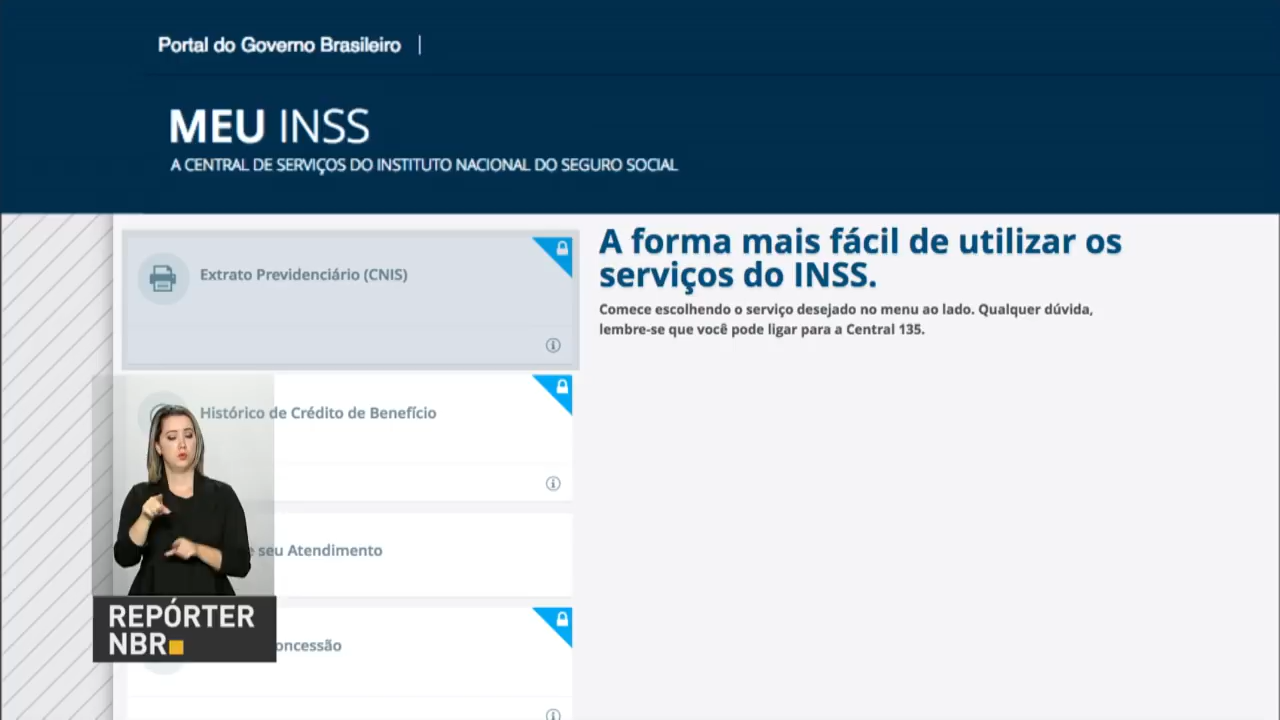 Portal do Governo Brasileiro
MEU INSS
A CENTRAL DE SERVIÇOS DO INSTITUTO NACIONAL DO SEGURO SOCIAL
A forma mais fácil de utilizar os
serviços do INSS.
Comece escolhendo o serviço desejado no menu ao lado. Qualquer dúvida,
lembre-se que você pode ligar para a Central 135.
Extrato Previdenciário (CNIS)
Histórico de Crédito de Benefício
seu Atendimento
REPÓRTER
NBR